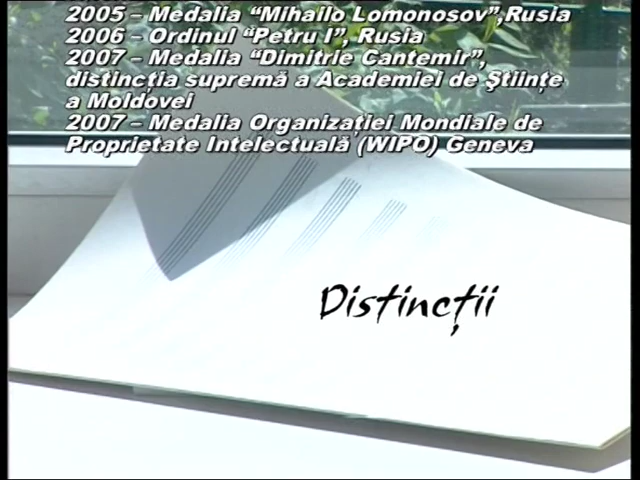 2005 – Medalia “Mihailo Lomonosov”,Rusia
2006 – Ordinul “Petru I”, Rusia
2007 – Medalia “Dimitrie Cantemir”,
distincția supremă a Academiei de Științe
a Moldovei
2007 – Medalia Organizației Mondiale de
Proprietate Intelectuală (WIPO) Geneva
Distincții